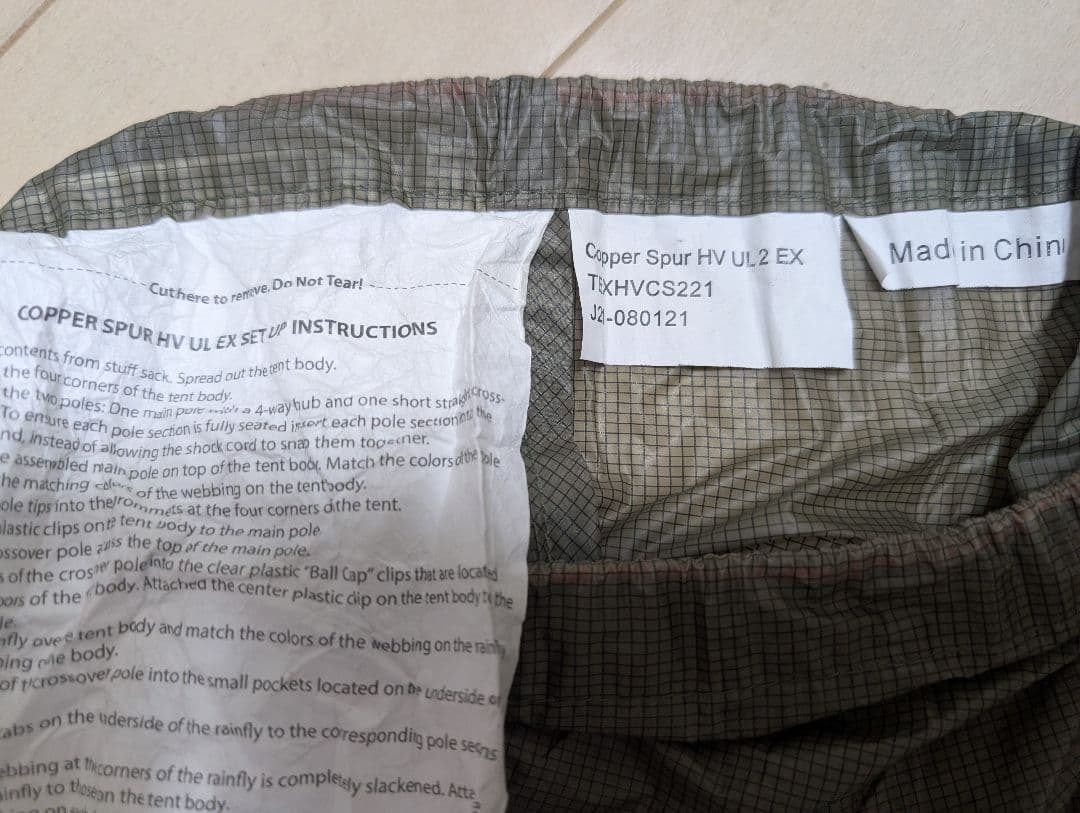 Cut here to remove. Do Not Tear!
COPPER SPUR HV UL EX SET UP INSTRUCTIONS
contents from stuff sack. Spread out the tent body.
the four corners of the tent body.
the two poles: One main a 4-way hub and one short straight cross-
To ensure each pole section is fully seated insert each pole section into the
nd, Instead of allowing the shock cord to snap them together.
e assembled main pole on top of the tent body. Match the colors of the pole
he matching colors of the webbing on the tent body.
ole tips into the grommets at the four corners of the tent.
lastic clips on the tent body to the main pole
ossover pole the top of the main pole.
s of the crossover pole into the clear plastic "Ball Cap" clips that are located
oors of the body. Attached the center plastic clip on the tent body to the
le.
nfly over tent body and match the colors of the webbing on the rainfly
body.
of crossover pole into the small pockets located on the underside of
abs on the underside of the rainfly to the corresponding pole sections
ebbing at the corners of the rainfly is completely slackened. Atta
ainfly to those on the tent body.
Copper Spur HV UL 2 EX
TEXHVCS221
J21-080121
Made in Chin